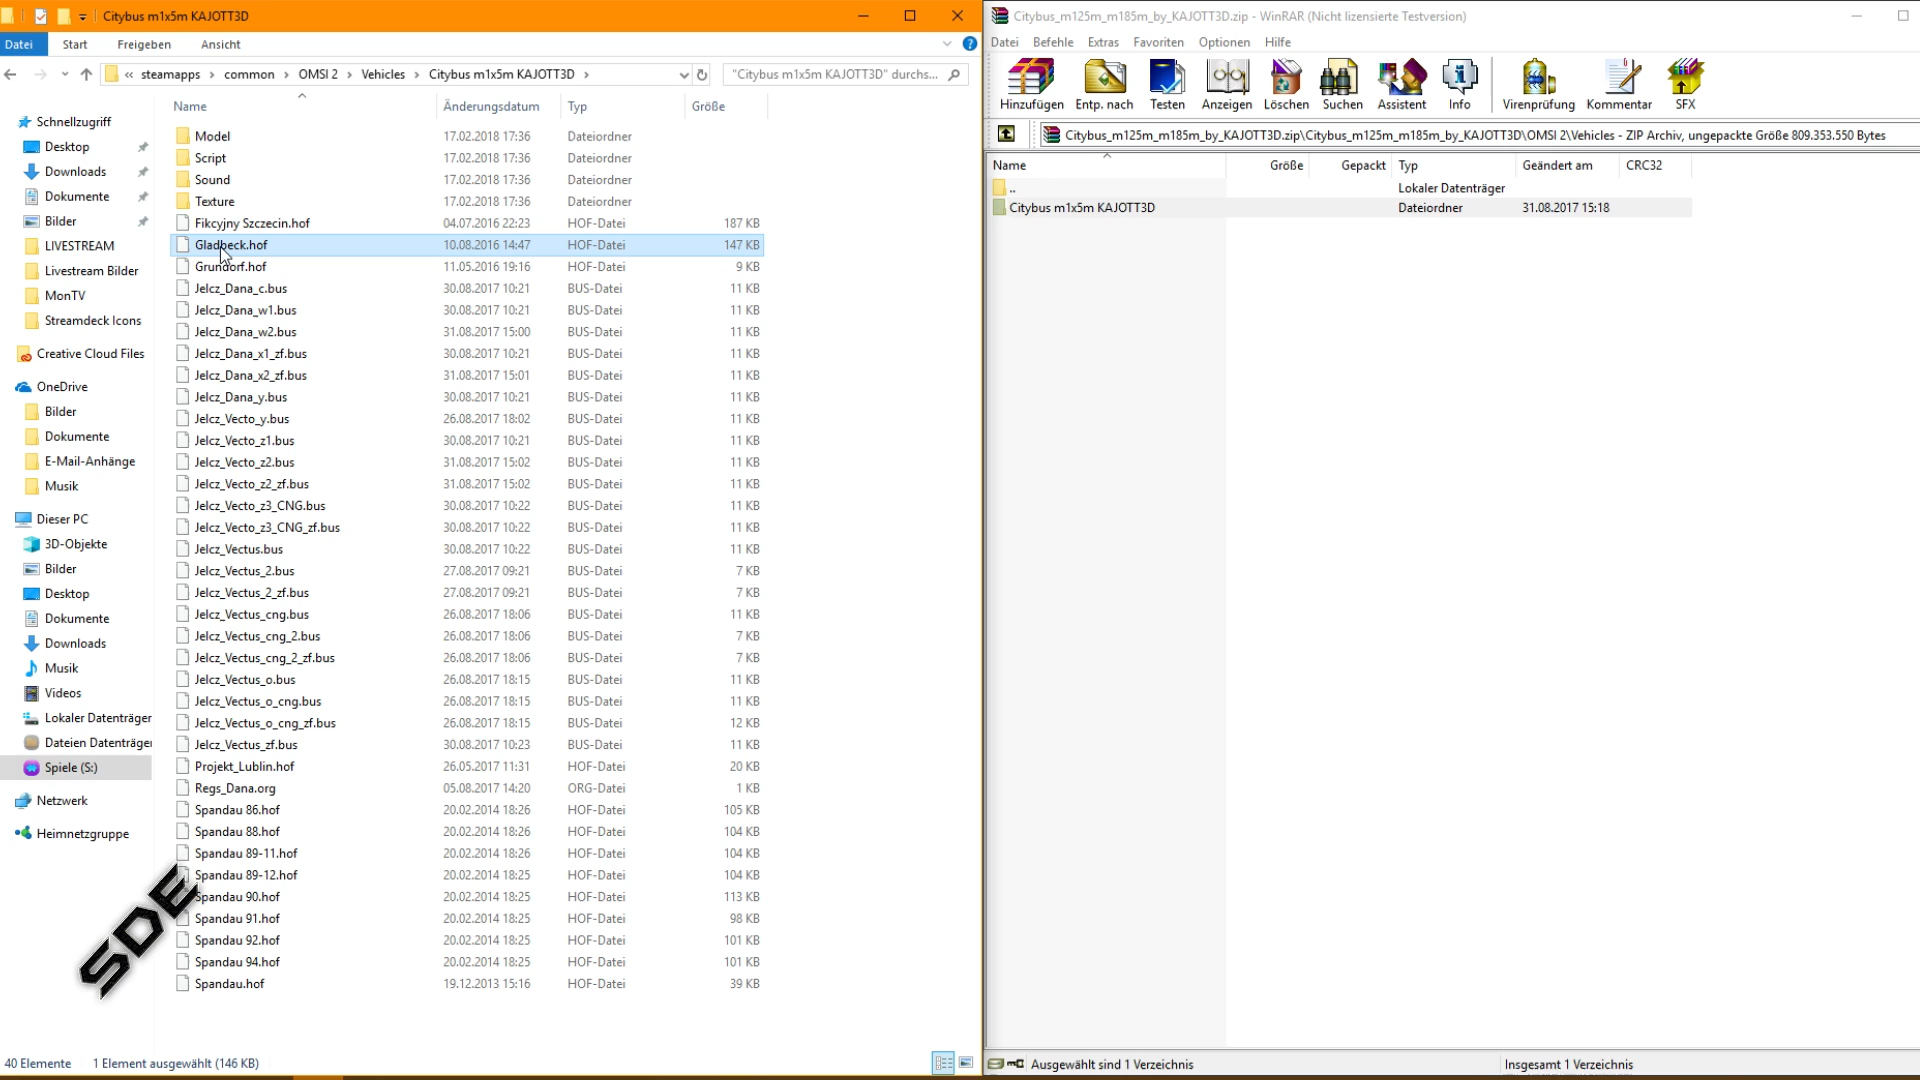 Citybus m1x5m KAJOTT3D
Datei Start Freigeben Ansicht
« steamapps › common › OMSI 2 › Vehicles › Citybus m1x5m KAJOTT3D ›
"Citybus m1x5m KAJOTT3D" durchs...
Schnellzugriff
Desktop
Downloads
Dokumente
Bilder
LIVESTREAM
Livestream Bilder
MonTV
Streamdeck Icons
Creative Cloud Files
OneDrive
Bilder
Dokumente
E-Mail-Anhänge
Musik
Dieser PC
3D-Objekte
Bilder
Desktop
Dokumente
Downloads
Musik
Videos
Lokaler Datenträger
Dateien Datenträger
Spiele (S:)
Netzwerk
Heimnetzgruppe
Name Änderungsdatum Typ Größe
Model 17.02.2018 17:36 Dateiordner
Script 17.02.2018 17:36 Dateiordner
Sound 17.02.2018 17:36 Dateiordner
Texture 17.02.2018 17:36 Dateiordner
Fikcyjny Szczecin.hof 04.07.2016 22:23 HOF-Datei 187 KB
Gladbeck.hof 10.08.2016 14:47 HOF-Datei 147 KB
Grundorf.hof 11.05.2016 19:16 HOF-Datei 9 KB
Jelcz_Dana_c.bus 30.08.2017 10:21 BUS-Datei 11 KB
Jelcz_Dana_w1.bus 30.08.2017 10:21 BUS-Datei 11 KB
Jelcz_Dana_w2.bus 31.08.2017 15:00 BUS-Datei 11 KB
Jelcz_Dana_x1_zf.bus 30.08.2017 10:21 BUS-Datei 11 KB
Jelcz_Dana_x2_zf.bus 31.08.2017 15:01 BUS-Datei 11 KB
Jelcz_Dana_y.bus 30.08.2017 10:21 BUS-Datei 11 KB
Jelcz_Vecto_y.bus 26.08.2017 18:02 BUS-Datei 11 KB
Jelcz_Vecto_z1.bus 30.08.2017 10:21 BUS-Datei 11 KB
Jelcz_Vecto_z2.bus 31.08.2017 15:02 BUS-Datei 11 KB
Jelcz_Vecto_z2_zf.bus 31.08.2017 15:02 BUS-Datei 11 KB
Jelcz_Vecto_z3_CNG.bus 30.08.2017 10:22 BUS-Datei 11 KB
Jelcz_Vecto_z3_CNG_zf.bus 30.08.2017 10:22 BUS-Datei 11 KB
Jelcz_Vectus.bus 30.08.2017 10:22 BUS-Datei 11 KB
Jelcz_Vectus_2.bus 27.08.2017 09:21 BUS-Datei 7 KB
Jelcz_Vectus_2_zf.bus 27.08.2017 09:21 BUS-Datei 7 KB
Jelcz_Vectus_cng.bus 26.08.2017 18:06 BUS-Datei 11 KB
Jelcz_Vectus_cng_2.bus 26.08.2017 18:06 BUS-Datei 7 KB
Jelcz_Vectus_cng_2_zf.bus 26.08.2017 18:06 BUS-Datei 7 KB
Jelcz_Vectus_o.bus 26.08.2017 18:15 BUS-Datei 11 KB
Jelcz_Vectus_o_cng.bus 26.08.2017 18:15 BUS-Datei 11 KB
Jelcz_Vectus_o_cng_zf.bus 26.08.2017 18:15 BUS-Datei 12 KB
Jelcz_Vectus_zf.bus 30.08.2017 10:23 BUS-Datei 11 KB
Projekt_Lublin.hof 26.05.2017 11:31 HOF-Datei 20 KB
Regs_Dana.org 05.08.2017 14:20 ORG-Datei 1 KB
Spandau 86.hof 20.02.2014 18:26 HOF-Datei 105 KB
Spandau 88.hof 20.02.2014 18:26 HOF-Datei 104 KB
Spandau 89-11.hof 20.02.2014 18:26 HOF-Datei 104 KB
Spandau 89-12.hof 20.02.2014 18:25 HOF-Datei 104 KB
Spandau 90.hof 20.02.2014 18:25 HOF-Datei 113 KB
Spandau 91.hof 20.02.2014 18:25 HOF-Datei 98 KB
Spandau 92.hof 20.02.2014 18:25 HOF-Datei 101 KB
Spandau 94.hof 20.02.2014 18:25 HOF-Datei 101 KB
Spandau.hof 19.12.2013 15:16 HOF-Datei 39 KB
SDE
40 Elemente 1 Element ausgewählt (146 KB)
Citybus_m125m_m185m_by_KAJOTT3D.zip - WinRAR (Nicht lizensierte Testversion)
Datei Befehle Extras Favoriten Optionen Hilfe
Hinzufügen Entp. nach Testen Anzeigen Löschen Suchen Assistent Info Virenprüfung Kommentar SFX
Citybus_m125m_m185m_by_KAJOTT3D.zip\Citybus_m125m_m185m_by_KAJOTT3D\OMSI 2\Vehicles - ZIP Archiv, ungepackte Größe 809.353.550 Bytes
Name Größe Gepackt Typ Geändert am CRC32
.. Lokaler Datenträger
Citybus m1x5m KAJOTT3D Dateiordner 31.08.2017 15:18
Ausgewählt sind 1 Verzeichnis Insgesamt 1 Verzeichnis